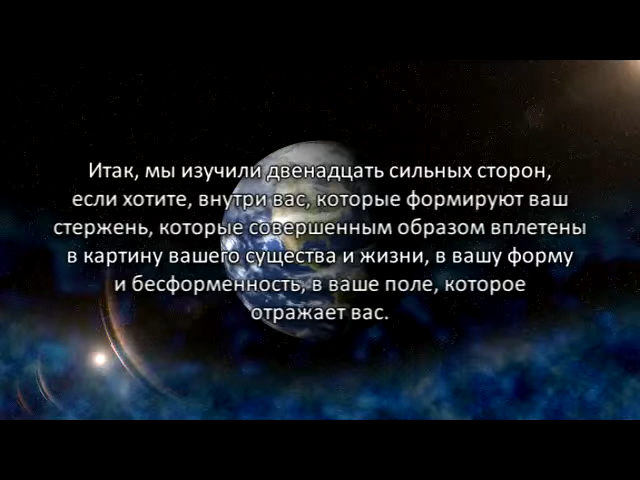 Итак, мы изучили двенадцать сильных сторон,
если хотите, внутри вас, которые формируют ваш
стержень, которые совершенным образом вплетены
в картину вашего существа и жизни, в вашу форму
и бесформенность, в ваше поле, которое
отражает вас.